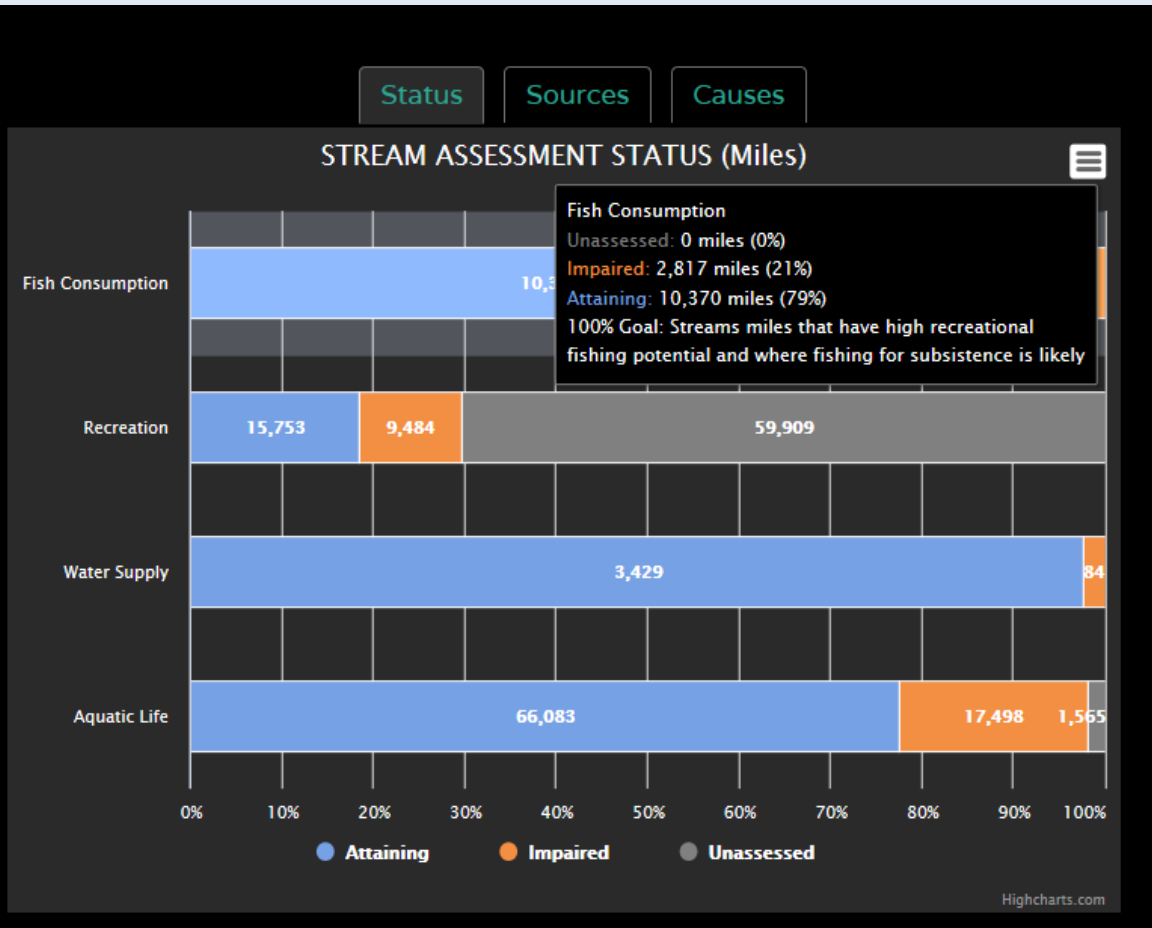 Status Sources Causes
STREAM ASSESSMENT STATUS (Miles)
Fish Consumption
Unassessed: 0 miles (0%)
Impaired: 2,817 miles (21%)
Attaining: 10,370 miles (79%)
100% Goal: Streams miles that have high recreational
fishing potential and where fishing for subsistence is likely
Fish Consumption 10,3
Recreation 15,753 9,484 59,909
Water Supply 3,429 84
Aquatic Life 66,083 17,498 1,565
0% 10% 20% 30% 40% 50% 60% 70% 80% 90% 100%
Attaining Impaired Unassessed
Highcharts.com